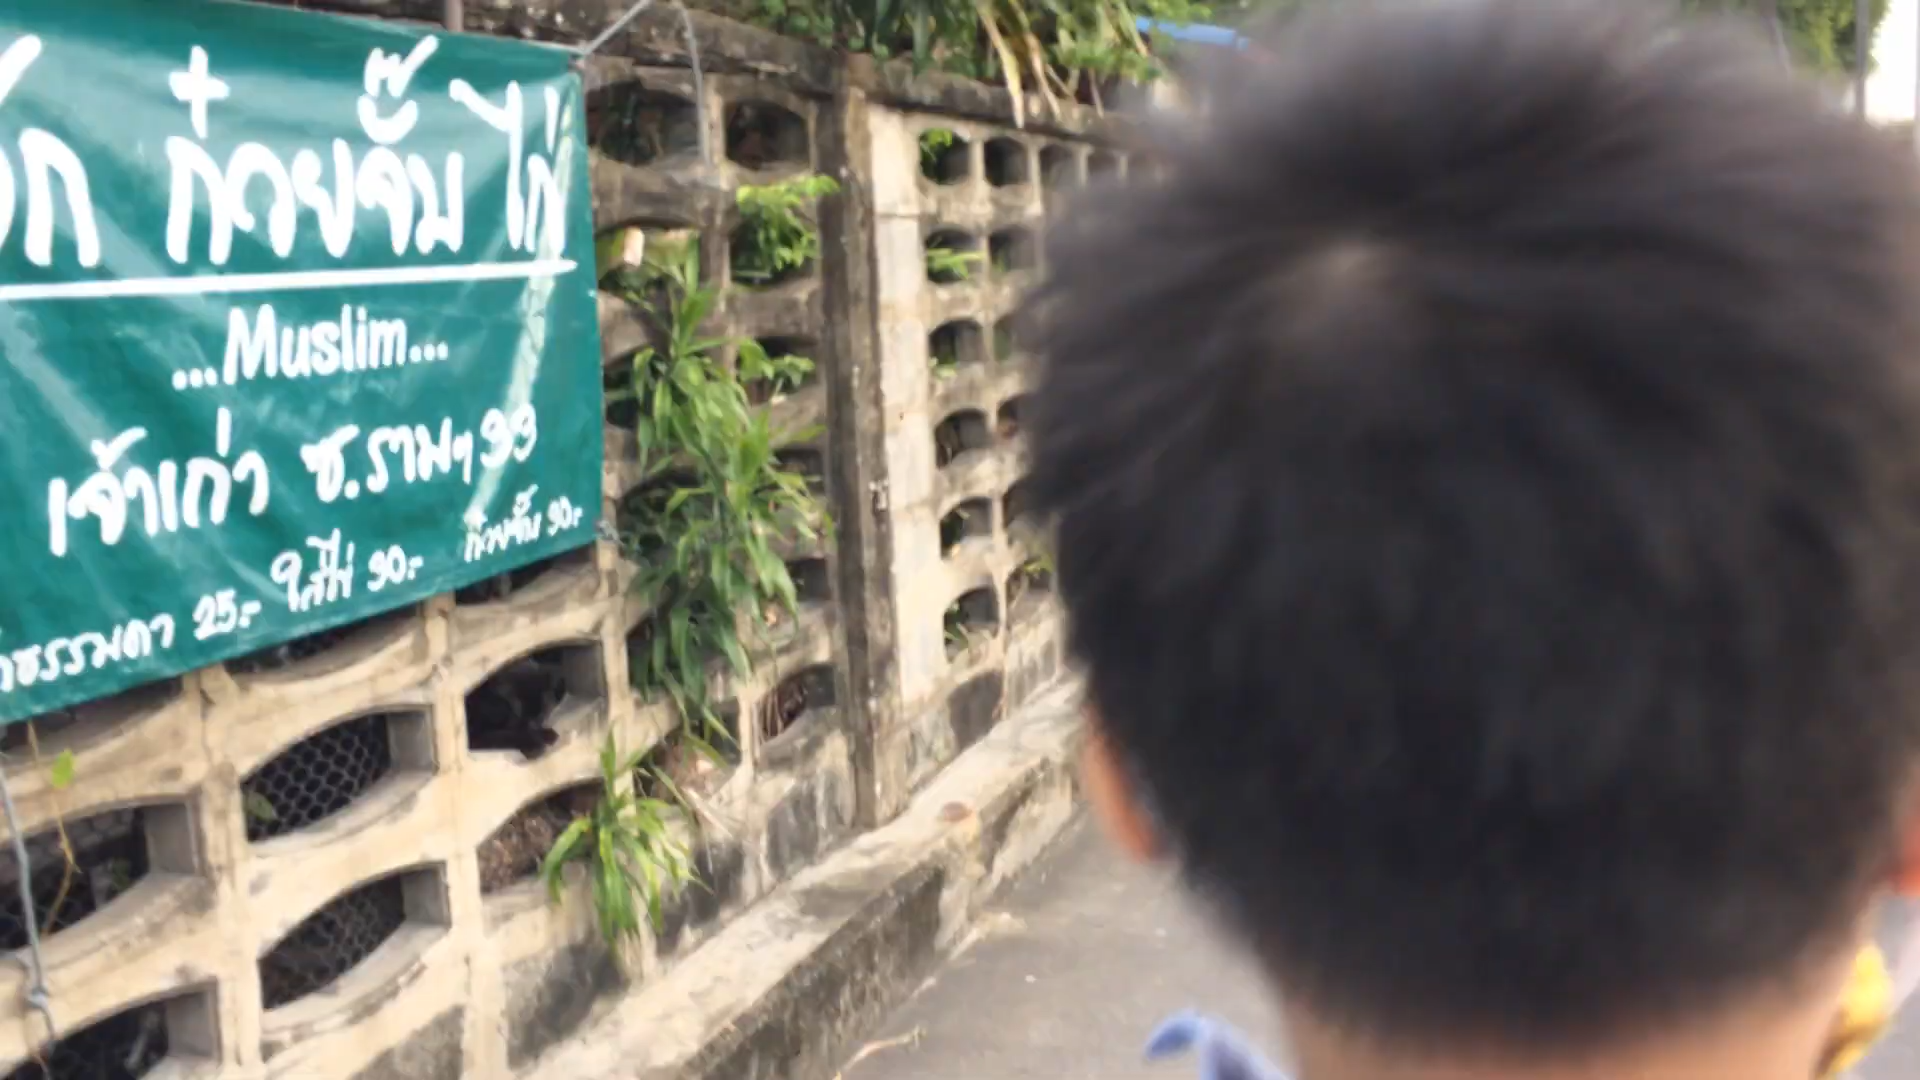 ก๋วยจั๊บ ไก่
...Muslim...
เจ้าเก่า ซ.รามฯ 39
ธรรมดา 25.- ใส่ไข่ 30.- ก๋วยจั๊บ 30.-